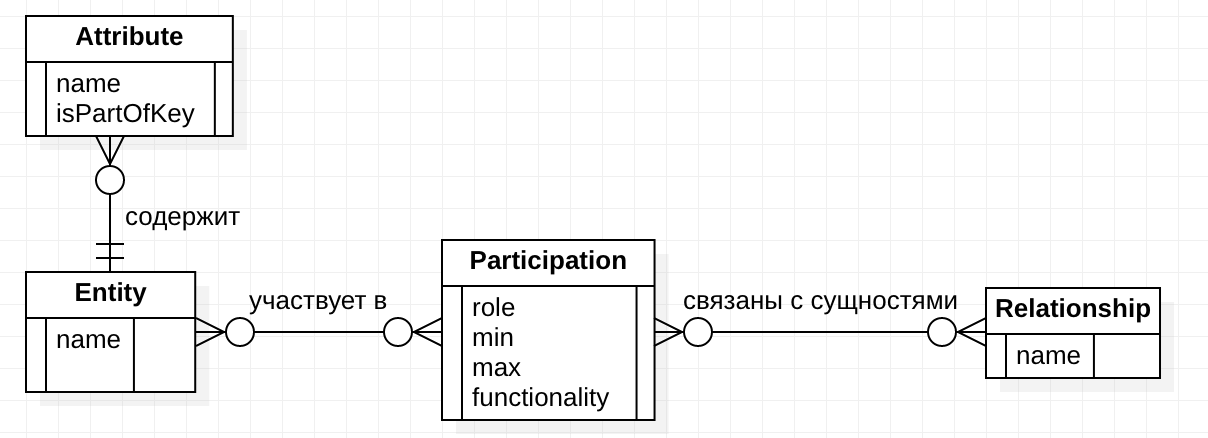 Attribute
name
isPartOfKey
содержит
Entity
name
участвует в
Participation
role
min
max
functionality
связаны с сущностями
Relationship
name